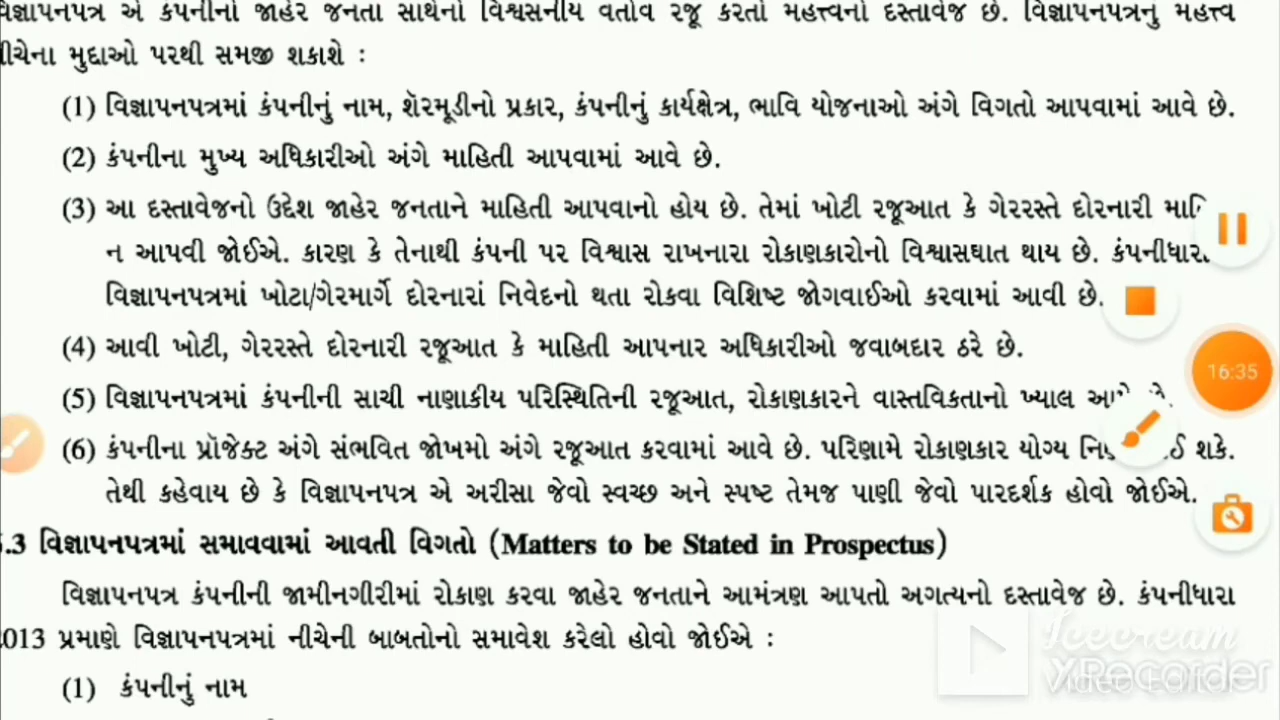 વિજ્ઞાપનપત્ર એ કંપનીનો જાહેર જનતા સાથેનો વિશ્વસનીય વર્તાવ રજૂ કરતો મહત્ત્વનો દસ્તાવેજ છે. વિજ્ઞાપનપત્રનું મહત્ત્વ
નીચેના મુદ્દાઓ પરથી સમજી શકાશે :
(1) વિજ્ઞાપનપત્રમાં કંપનીનું નામ, શૅરમૂડીનો પ્રકાર, કંપનીનું કાર્યક્ષેત્ર, ભાવિ યોજનાઓ અંગે વિગતો આપવામાં આવે છે.
(2) કંપનીના મુખ્ય અધિકારીઓ અંગે માહિતી આપવામાં આવે છે.
(3) આ દસ્તાવેજનો ઉદ્દેશ જાહેર જનતાને માહિતી આપવાનો હોય છે. તેમાં ખોટી રજૂઆત કે ગેરરસ્તે દોરનારી
ન આપવી જોઈએ. કારણ કે તેનાથી કંપની પર વિશ્વાસ રાખનારા રોકાણકારોનો વિશ્વાસઘાત થાય છે. કંપનીધારા
વિજ્ઞાપનપત્રમાં ખોટા/ગેરમાર્ગે દોરનારાં નિવેદનો થતા રોકવા વિશિષ્ટ જોગવાઈઓ કરવામાં આવી છે.
(4) આવી ખોટી, ગેરરસ્તે દોરનારી રજૂઆત કે માહિતી આપનાર અધિકારીઓ જવાબદાર ઠરે છે.
16:35
(5) વિજ્ઞાપનપત્રમાં કંપનીની સાચી નાણાકીય પરિસ્થિતિની રજૂઆત, રોકાણકારને વાસ્તવિકતાનો ખ્યાલ
(6) કંપનીના પ્રૉજેક્ટ અંગે સંભવિત જોખમો અંગે રજૂઆત કરવામાં આવે છે. પરિણામે રોકાણકાર યોગ્ય શકે.
તેથી કહેવાય છે કે વિજ્ઞાપનપત્ર એ અરીસા જેવો સ્વચ્છ અને સ્પષ્ટ તેમજ પાણી જેવો પારદર્શક હોવો જોઈએ.
.3 વિજ્ઞાપનપત્રમાં સમાવવામાં આવતી વિગતો (Matters to be Stated in Prospectus)
વિજ્ઞાપનપત્ર કંપનીની જામીનગીરીમાં રોકાણ કરવા જાહેર જનતાને આમંત્રણ આપતો અગત્યનો દસ્તાવેજ છે. કંપનીધારા
2013 પ્રમાણે વિજ્ઞાપનપત્રમાં નીચેની બાબતોનો સમાવેશ કરેલો હોવો જોઈએ :
(1) કંપનીનું નામ
XRecorder
Video Editor